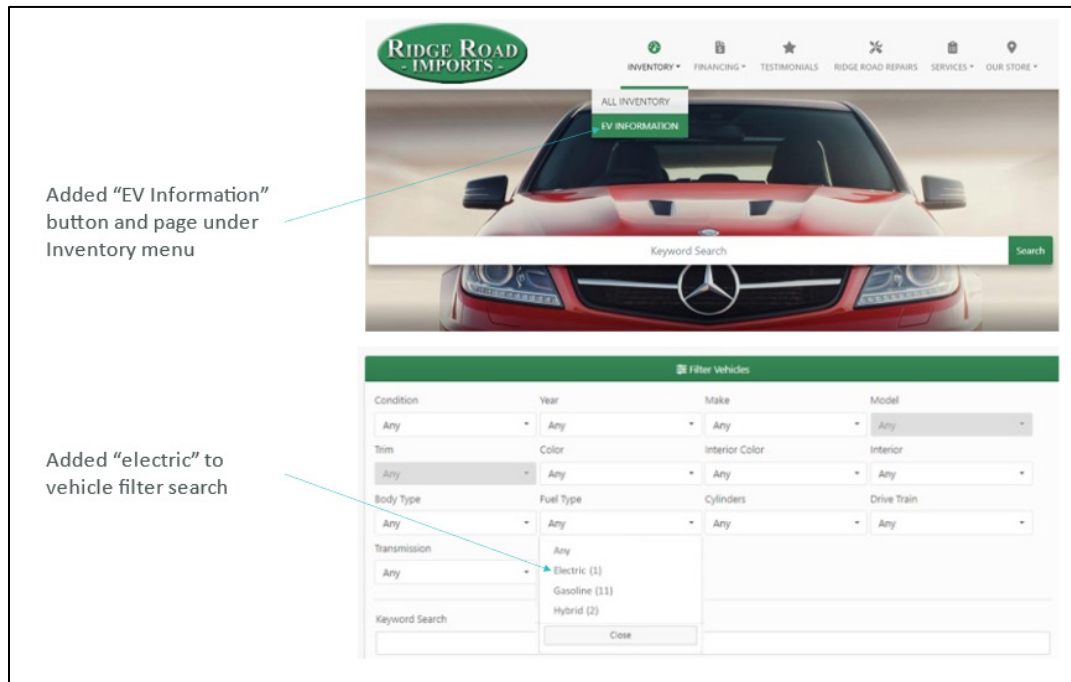 RIDGE ROAD
- IMPORTS -
INVENTORY FINANCING TESTIMONIALS RIDGE ROAD REPAIRS SERVICES OUR STORE
ALL INVENTORY
EV INFORMATION
Added “EV Information”
button and page under
Inventory menu
Keyword Search Search
Filter Vehicles
Condition Year Make Model
Any Any Any Any
Trim Color Interior Color Interior
Any Any Any Any
Added “electric” to
vehicle filter search
Body Type Fuel Type Cylinders Drive Train
Any Any Any Any
Transmission
Any
Any
Electric (1)
Gasoline (11)
Hybrid (2)
Close
Keyword Search